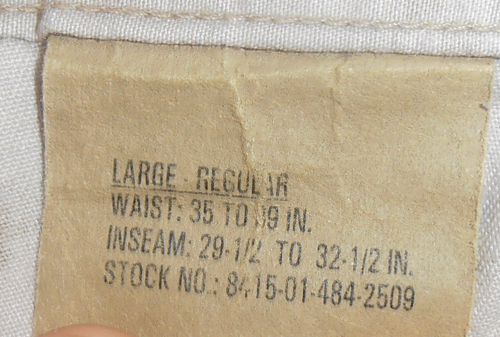 LARGE - REGULAR
WAIST: 35 TO 39 IN.
INSEAM: 29-1/2 TO 32-1/2 IN.
STOCK NO.: 8415-01-484-2509